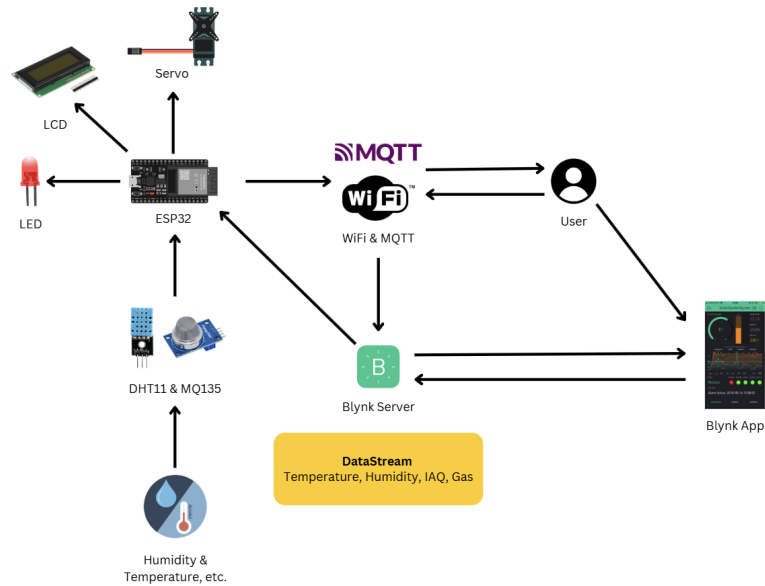 Servo
LCD
MQTT
WiFi
TM
LED
ESP32
WiFi & MQTT
User
DHT11 & MQ135
B
Blynk Server
Blynk App
DataStream
Temperature, Humidity, IAQ, Gas
Humidity &
Temperature, etc.